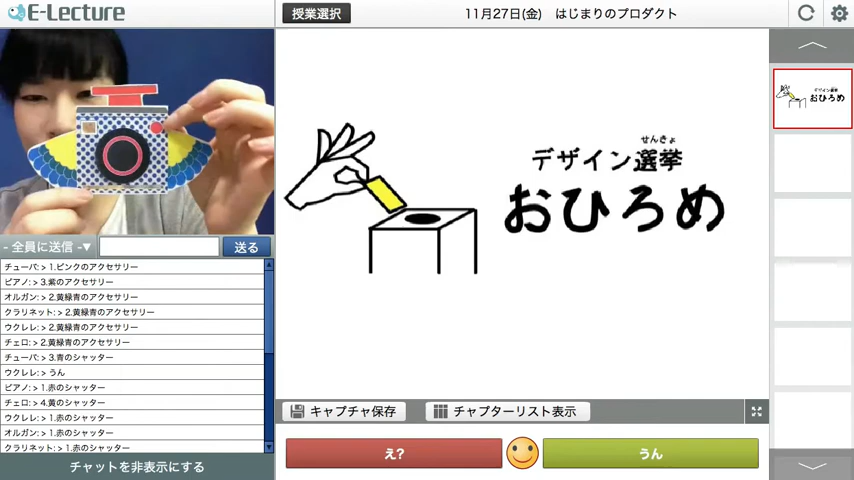 E-Lecture
授業選択
11月27日(金) はじまりのプロダクト
せんきょ
デザイン選挙
おひろめ
デザイン選挙
おひろめ
- 全員に送信 -▼
送る
チューバ: > 1.ピンクのアクセサリー
ピアノ: > 3.紫のアクセサリー
オルガン: > 2.黄緑青のアクセサリー
クラリネット: > 2.黄緑青のアクセサリー
ウクレレ: > 2.黄緑青のアクセサリー
チェロ: > 2.黄緑青のアクセサリー
チューバ: > 3.青のシャッター
ウクレレ: > うん
ピアノ: > 1.赤のシャッター
チェロ: > 4.黄のシャッター
ウクレレ: > 1.赤のシャッター
オルガン: > 1.赤のシャッター
クラリネット: > 1.赤のシャッター
チャットを非表示にする
キャプチャ保存
チャプターリスト表示
え?
うん